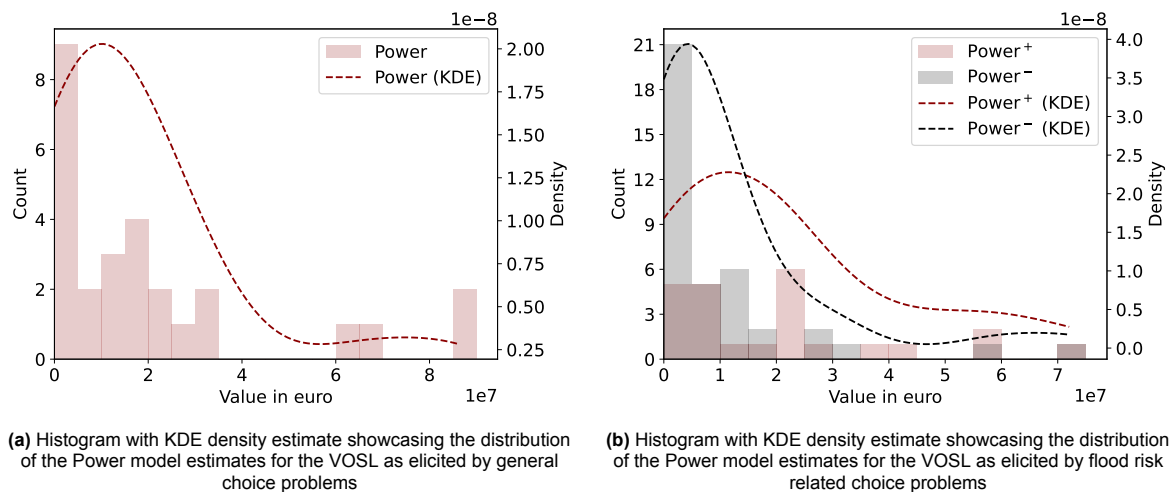 1e−8
Power
Power (KDE)
8
6
4
2
0
Count
2.00
1.75
1.50
1.25
1.00
0.75
0.50
0.25
Density
0 2 4 6 8
Value in euro
1e7
(a) Histogram with KDE density estimate showcasing the distribution
of the Power model estimates for the VOSL as elicited by general
choice problems
1e−8
Power⁺
Power⁻
Power⁺ (KDE)
Power⁻ (KDE)
21
18
15
12
9
6
3
0
Count
4.0
3.5
3.0
2.5
2.0
1.5
1.0
0.5
0.0
Density
0 1 2 3 4 5 6 7
Value in euro
1e7
(b) Histogram with KDE density estimate showcasing the distribution
of the Power model estimates for the VOSL as elicited by flood risk
related choice problems